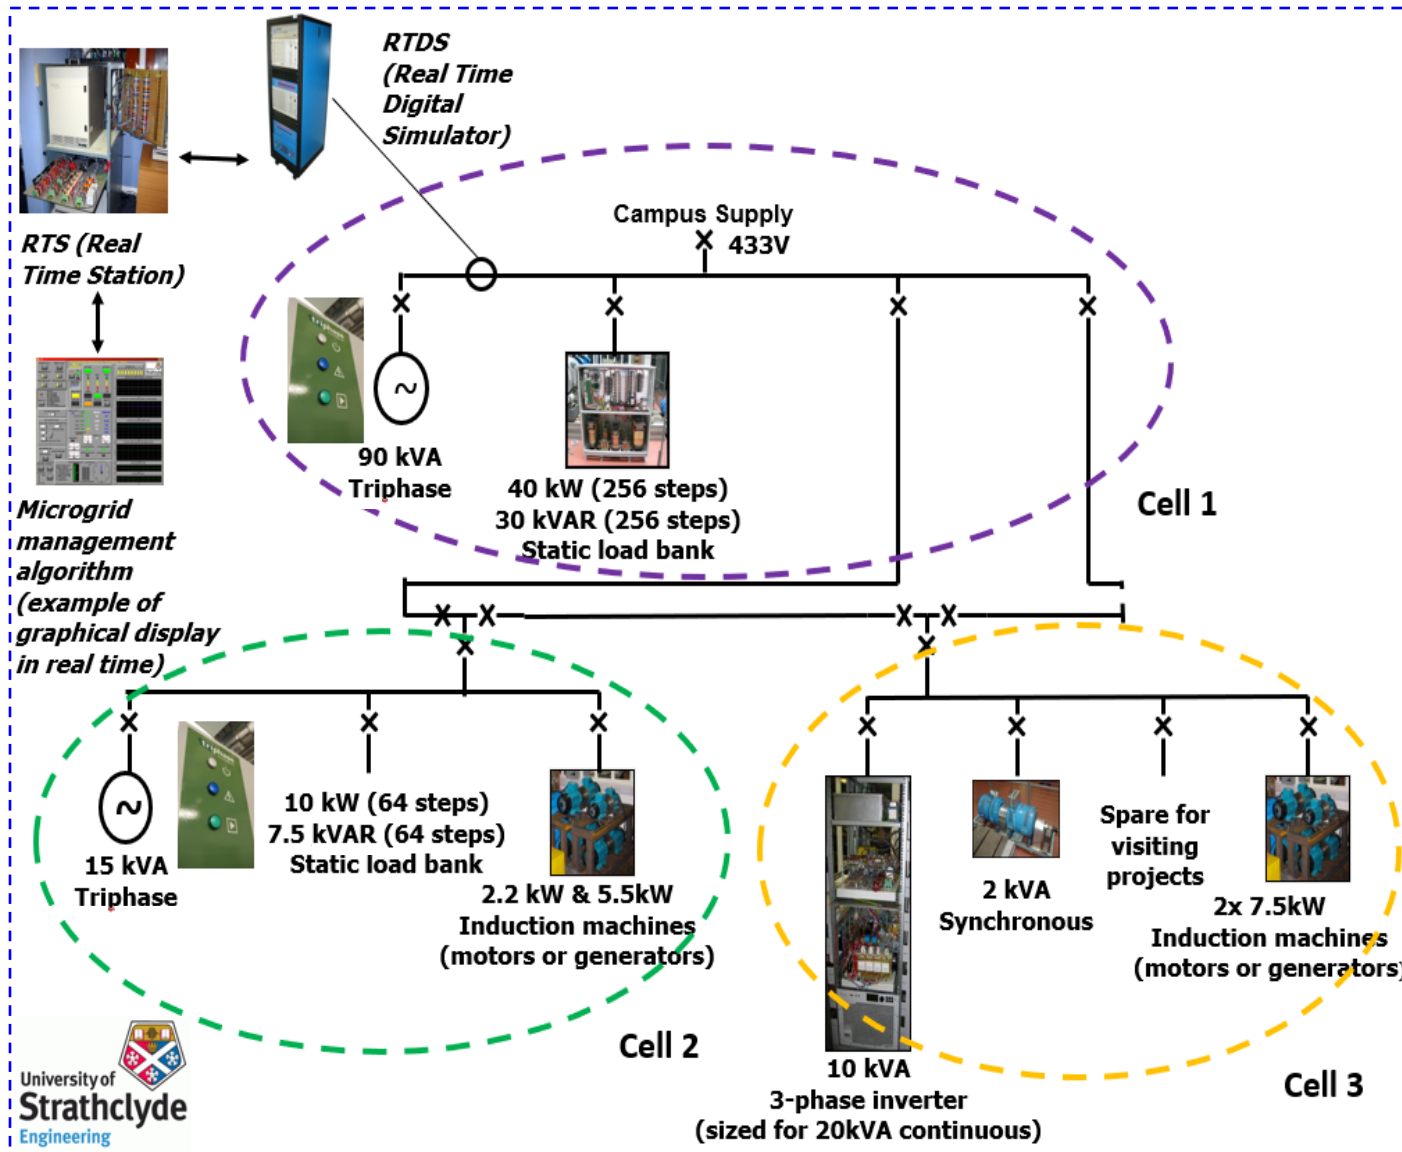 RTDS
(Real Time
Digital
Simulator)
Campus Supply
433V
RTS (Real
Time Station)
triphase
90 kVA
Triphase
40 kW (256 steps)
30 kVAR (256 steps)
Static load bank
Cell 1
Microgrid
management
algorithm
(example of
graphical display
in real time)
triphase
15 kVA
Triphase
10 kW (64 steps)
7.5 kVAR (64 steps)
Static load bank
2.2 kW & 5.5kW
Induction machines
(motors or generators)
Cell 2
10 kVA
3-phase inverter
(sized for 20kVA continuous)
2 kVA
Synchronous
Spare for
visiting
projects
2x 7.5kW
Induction machines
(motors or generators)
Cell 3
University of
Strathclyde
Engineering